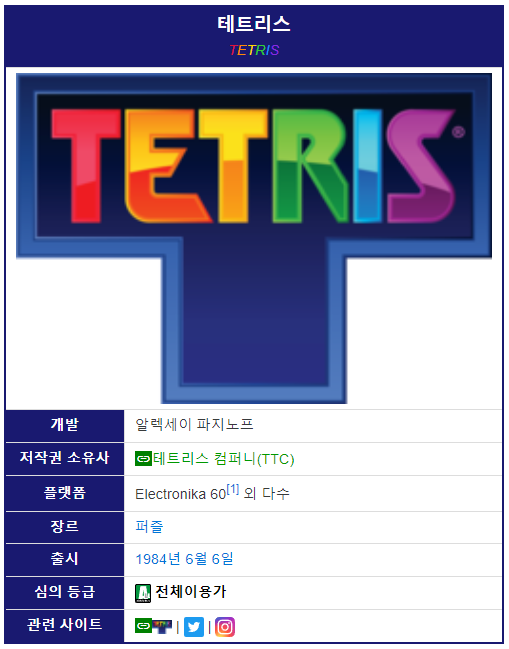 테트리스
TETRIS
TETRIS®
개발 알렉세이 파지노프
저작권 소유사 테트리스 컴퍼니(TTC)
플랫폼 Electronika 60[1] 외 다수
장르 퍼즐
출시 1984년 6월 6일
심의 등급 전체이용가
관련 사이트 | |